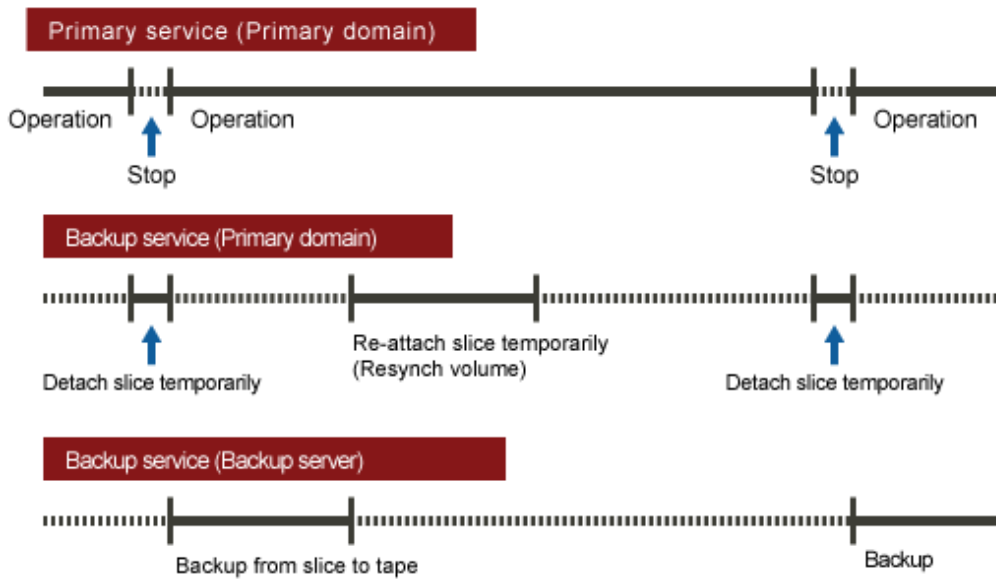 Primary service (Primary domain)
Operation
Operation
Operation
Stop
Stop
Backup service (Primary domain)
Re-attach slice temporarily
(Resynch volume)
Detach slice temporarily
Detach slice temporarily
Backup service (Backup server)
Backup from slice to tape
Backup